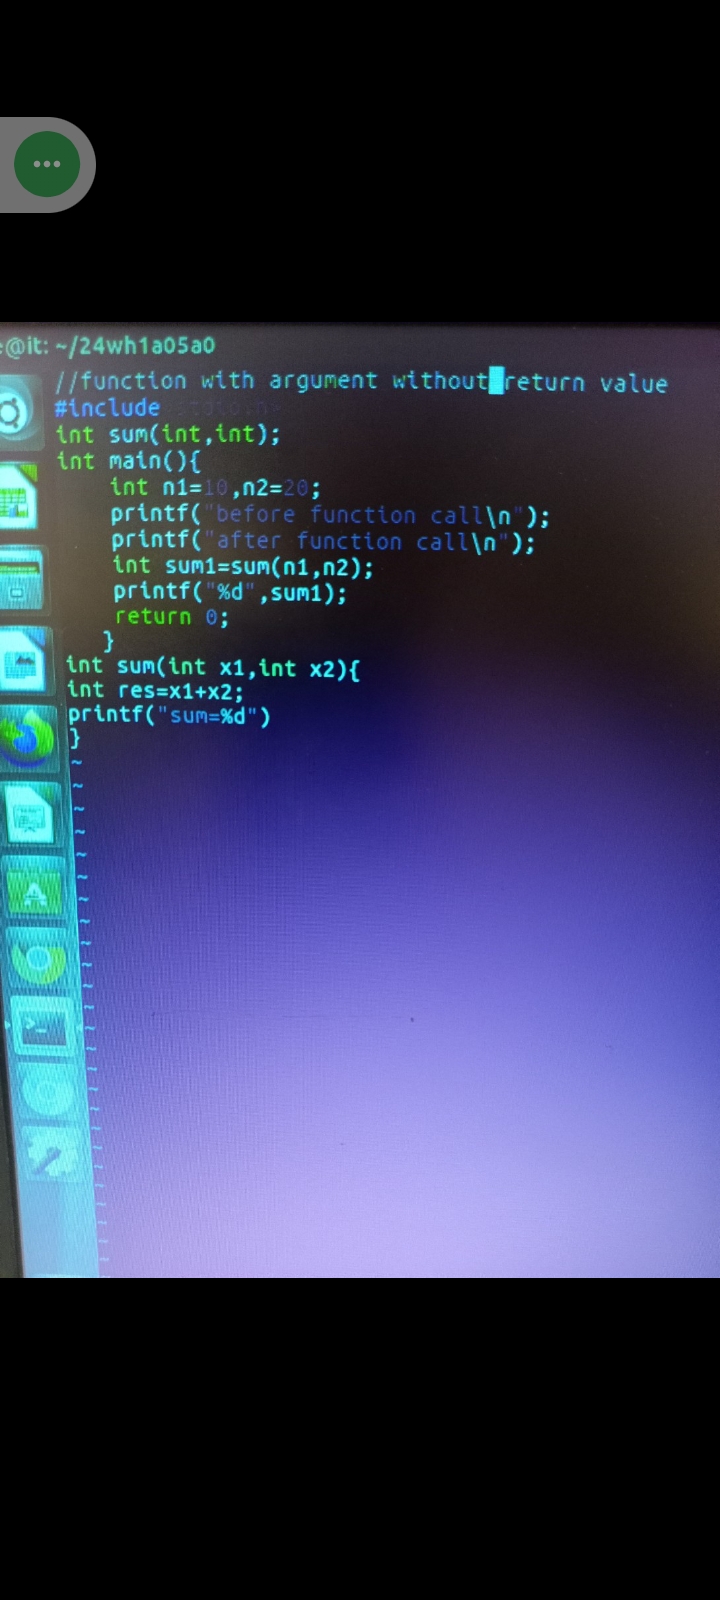 @it: ~/24wh1a05a0
//function with argument without return value
#include <stdio.h>
int sum(int,int);
int main(){
    int n1=10,n2=20;
    printf("before function call\n");
    printf("after function call\n");
    int sum1=sum(n1,n2);
    printf("%d",sum1);
    return 0;
    }
int sum(int x1,int x2){
int res=x1+x2;
printf("sum=%d")
}